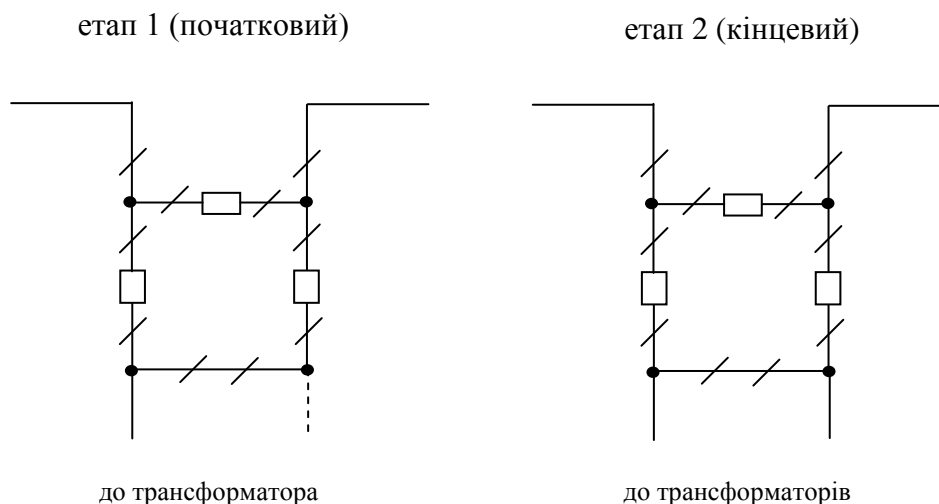 етап 1 (початковий)
етап 2 (кінцевий)
до трансформатора
до трансформаторів